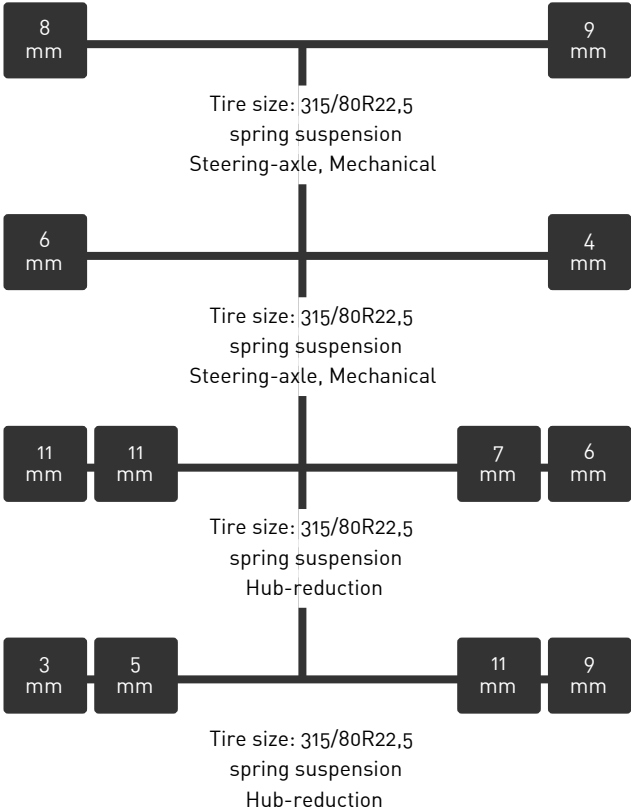 8
mm
9
mm
Tire size: 315/80R22,5
spring suspension
Steering-axle, Mechanical
6
mm
4
mm
Tire size: 315/80R22,5
spring suspension
Steering-axle, Mechanical
11
mm
11
mm
7
mm
6
mm
Tire size: 315/80R22,5
spring suspension
Hub-reduction
3
mm
5
mm
11
mm
9
mm
Tire size: 315/80R22,5
spring suspension
Hub-reduction